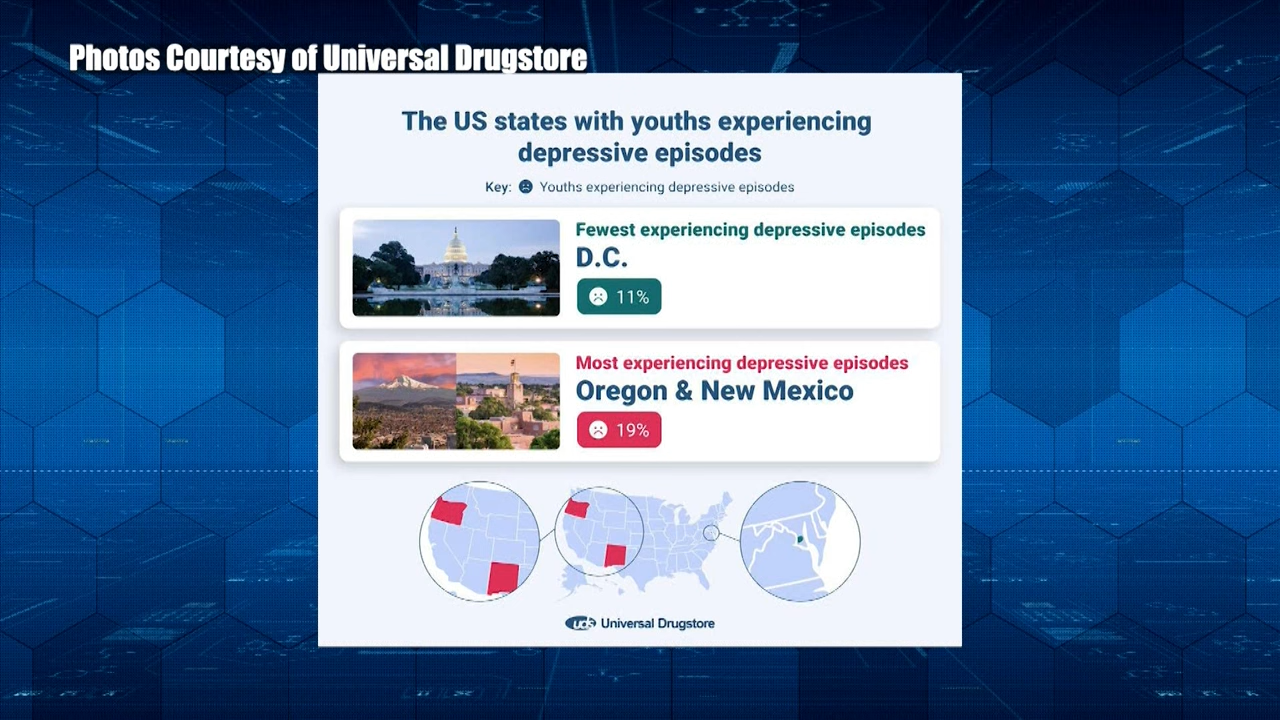 Photos Courtesy of Universal Drugstore
The US states with youths experiencing
depressive episodes
Key: Youths experiencing depressive episodes
Fewest experiencing depressive episodes
D.C.
11%
Most experiencing depressive episodes
Oregon & New Mexico
19%
uds Universal Drugstore